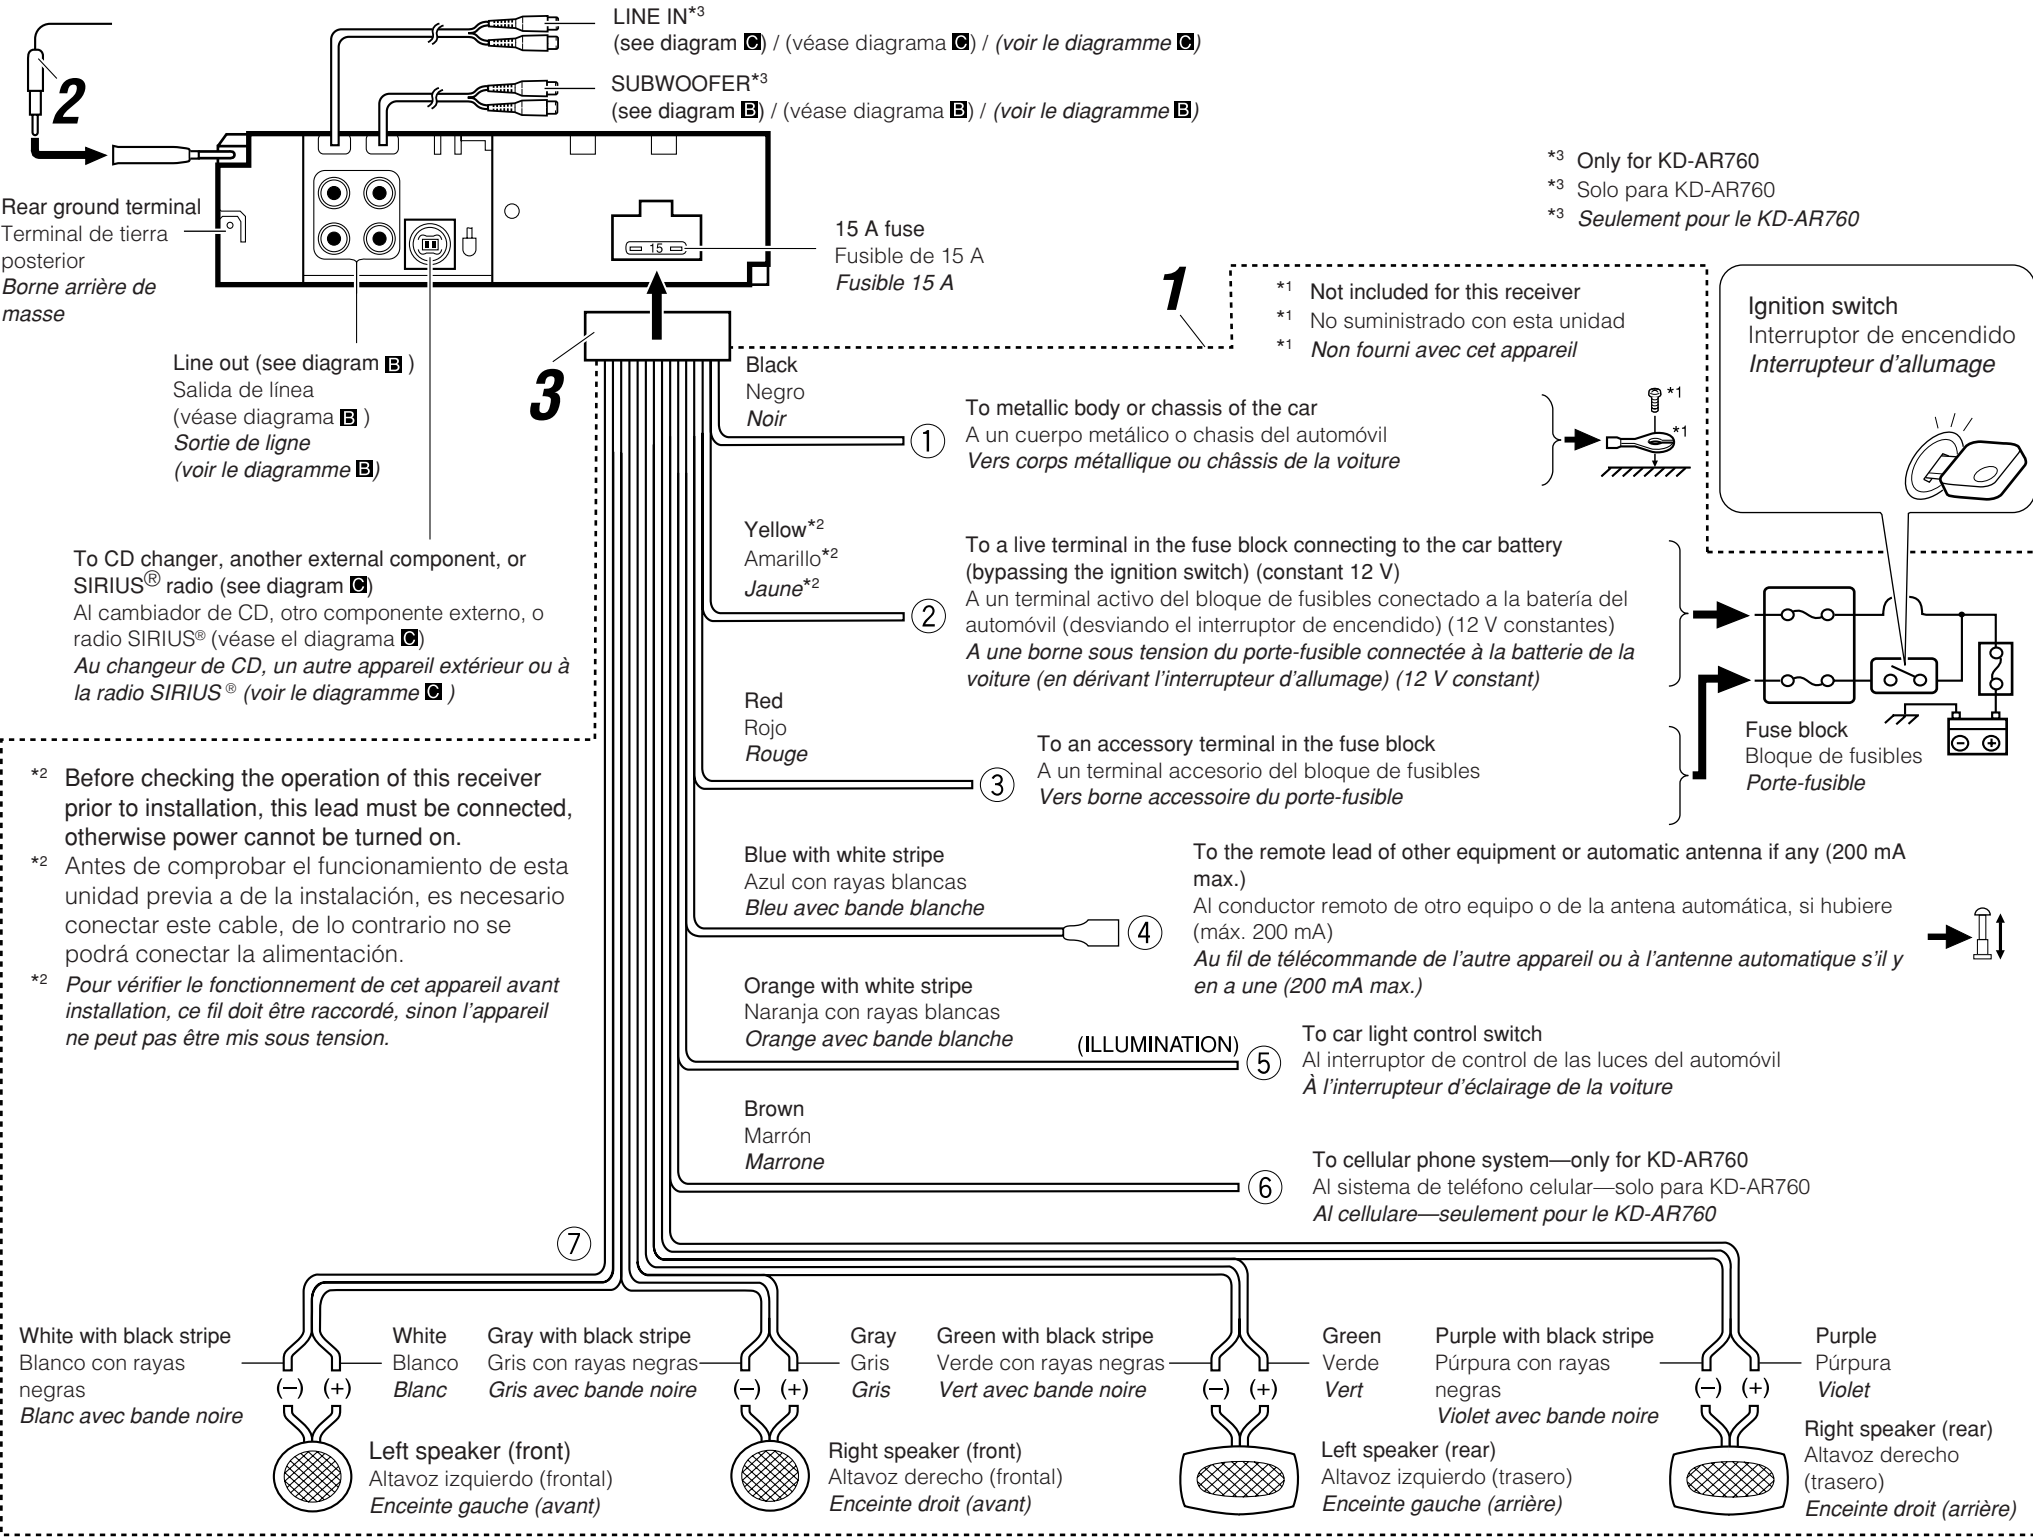 LINE IN*3
(see diagram C) / (véase diagrama C) / (voir le diagramme C)
SUBWOOFER*3
(see diagram B) / (véase diagrama B) / (voir le diagramme B)
2
*3 Only for KD-AR760
*3 Solo para KD-AR760
*3 Seulement pour le KD-AR760
Rear ground terminal
Terminal de tierra
posterior
Borne arrière de
masse
15
15 A fuse
Fusible de 15 A
Fusible 15 A
1
*1 Not included for this receiver
*1 No suministrado con esta unidad
*1 Non fourni avec cet appareil
Ignition switch
Interruptor de encendido
Interrupteur d'allumage
Line out (see diagram B )
Salida de línea
(véase diagrama B )
Sortie de ligne
(voir le diagramme B)
3
Black
Negro
Noir
1
To metallic body or chassis of the car
A un cuerpo metálico o chasis del automóvil
Vers corps métallique ou châssis de la voiture
*1
*1
To CD changer, another external component, or
SIRIUS® radio (see diagram C)
Al cambiador de CD, otro componente externo, o
radio SIRIUS® (véase el diagrama C)
Au changeur de CD, un autre appareil extérieur ou à
la radio SIRIUS ® (voir le diagramme C )
Yellow*2
Amarillo*2
Jaune*2
2
To a live terminal in the fuse block connecting to the car battery
(bypassing the ignition switch) (constant 12 V)
A un terminal activo del bloque de fusibles conectado a la batería del
automóvil (desviando el interruptor de encendido) (12 V constantes)
A une borne sous tension du porte-fusible connectée à la batterie de la
voiture (en dérivant l'interrupteur d'allumage) (12 V constant)
Red
Rojo
Rouge
3
To an accessory terminal in the fuse block
A un terminal accesorio del bloque de fusibles
Vers borne accessoire du porte-fusible
Fuse block
Bloque de fusibles
Porte-fusible
*2 Before checking the operation of this receiver
prior to installation, this lead must be connected,
otherwise power cannot be turned on.
*2 Antes de comprobar el funcionamiento de esta
unidad previa a de la instalación, es necesario
conectar este cable, de lo contrario no se
podrá conectar la alimentación.
*2 Pour vérifier le fonctionnement de cet appareil avant
installation, ce fil doit être raccordé, sinon l'appareil
ne peut pas être mis sous tension.
Blue with white stripe
Azul con rayas blancas
Bleu avec bande blanche
4
To the remote lead of other equipment or automatic antenna if any (200 mA
max.)
Al conductor remoto de otro equipo o de la antena automática, si hubiere
(máx. 200 mA)
Au fil de télécommande de l'autre appareil ou à l'antenne automatique s'il y
en a une (200 mA max.)
Orange with white stripe
Naranja con rayas blancas
Orange avec bande blanche
(ILLUMINATION)
5
To car light control switch
Al interruptor de control de las luces del automóvil
À l'interrupteur d'éclairage de la voiture
Brown
Marrón
Marrone
6
To cellular phone system—only for KD-AR760
Al sistema de teléfono celular—solo para KD-AR760
Al cellulare—seulement pour le KD-AR760
7
White with black stripe
Blanco con rayas
negras
Blanc avec bande noire
(–) (+)
White
Blanco
Blanc
Left speaker (front)
Altavoz izquierdo (frontal)
Enceinte gauche (avant)
Gray with black stripe
Gris con rayas negras
Gris avec bande noire
(–) (+)
Gray
Gris
Gris
Right speaker (front)
Altavoz derecho (frontal)
Enceinte droit (avant)
Green with black stripe
Verde con rayas negras
Vert avec bande noire
(–) (+)
Green
Verde
Vert
Left speaker (rear)
Altavoz izquierdo (trasero)
Enceinte gauche (arrière)
Purple with black stripe
Púrpura con rayas
negras
Violet avec bande noire
(–) (+)
Purple
Púrpura
Violet
Right speaker (rear)
Altavoz derecho
(trasero)
Enceinte droit (arrière)